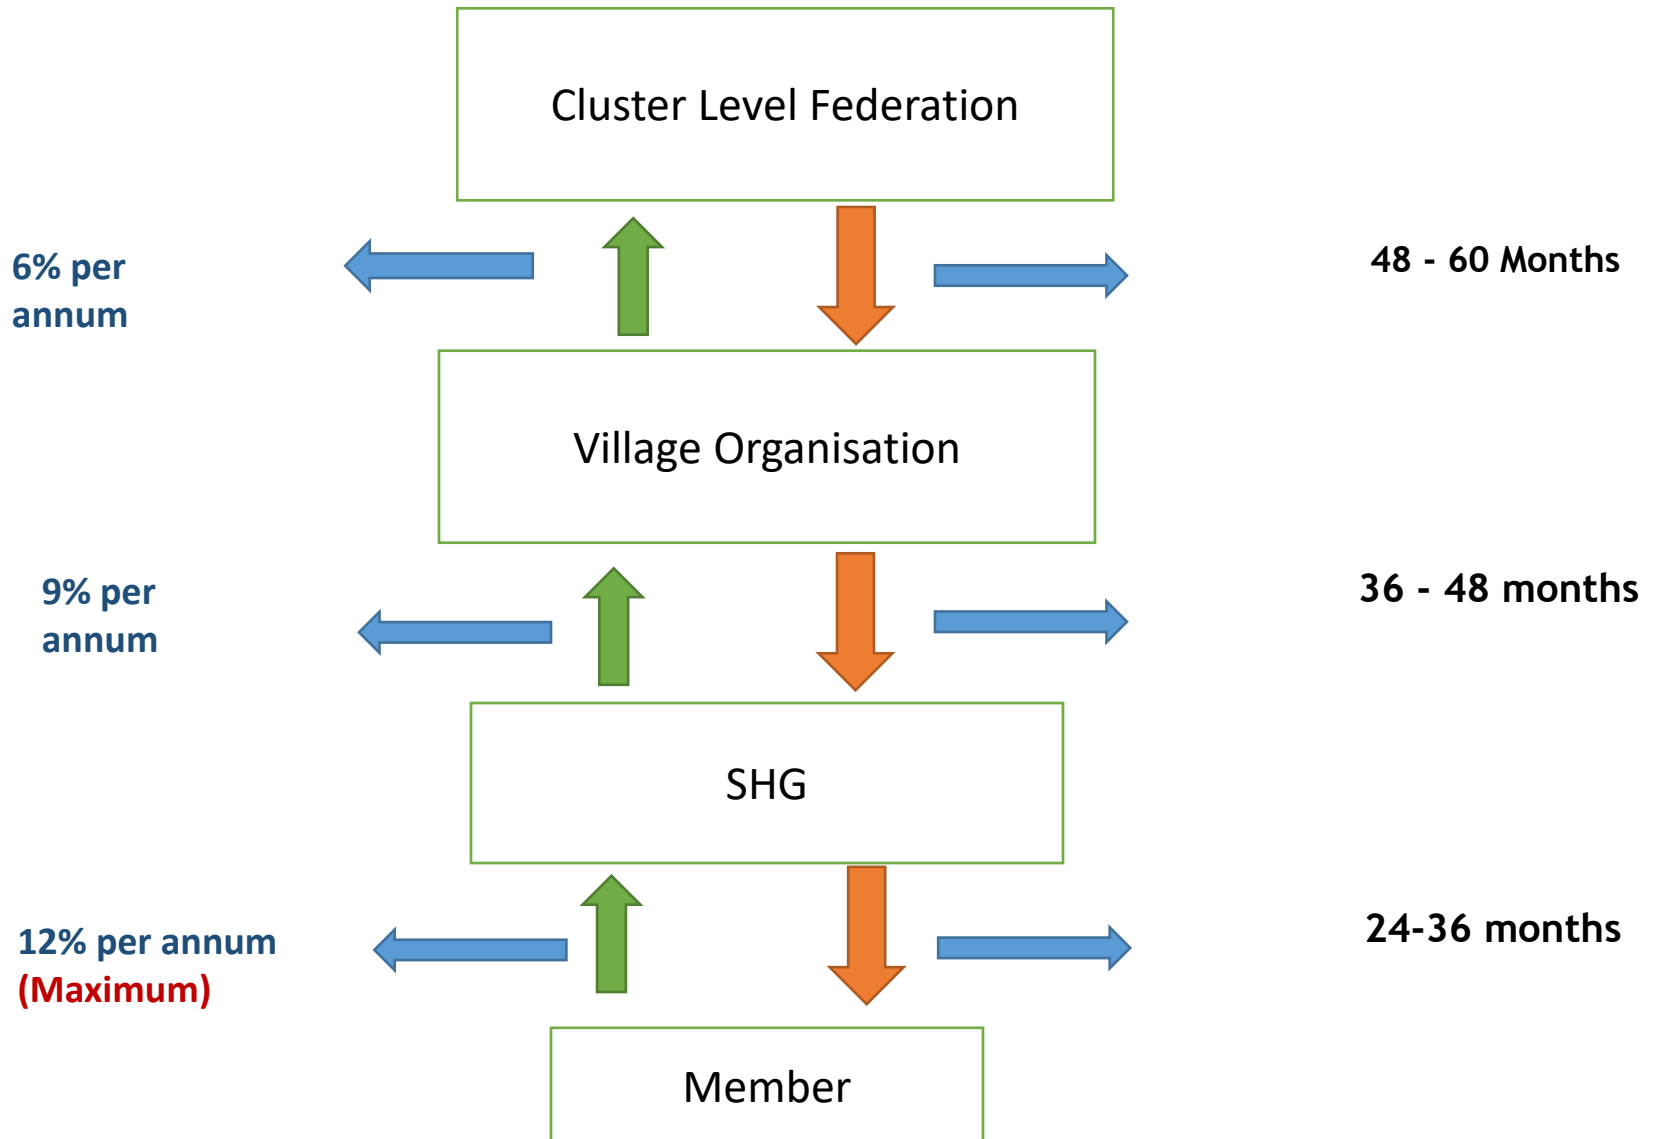 Cluster Level Federation
6% per
annum
48 - 60 Months
Village Organisation
9% per
annum
36 - 48 months
SHG
12% per annum
(Maximum)
24-36 months
Member